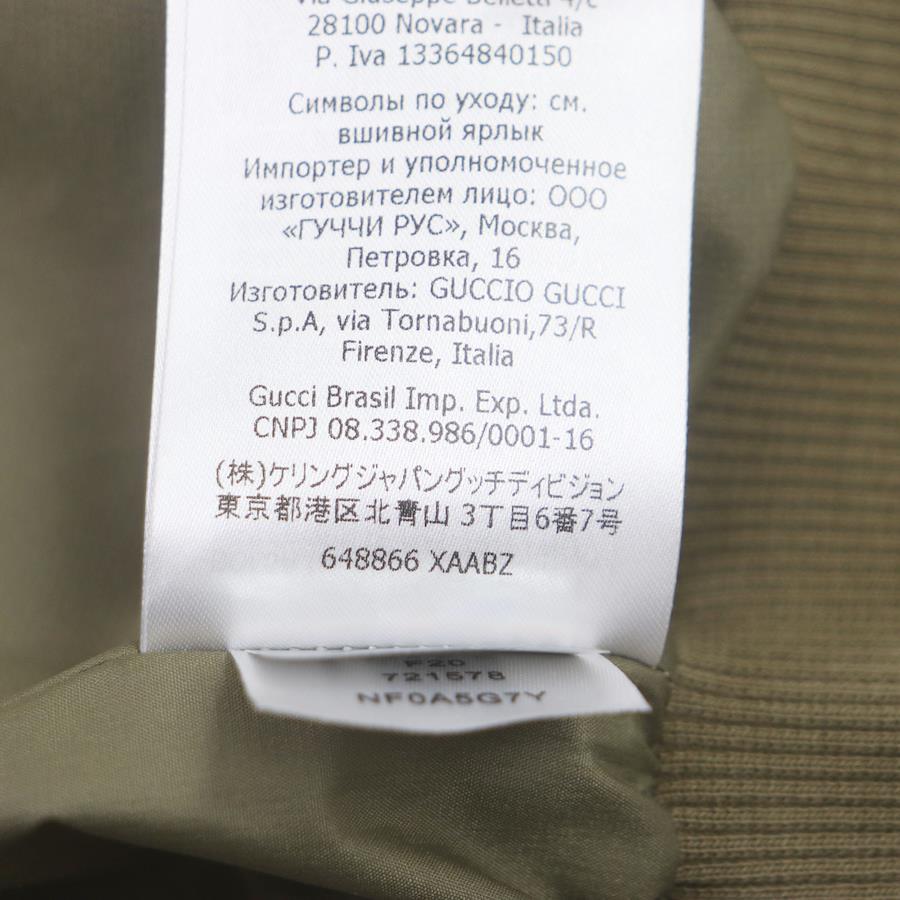 Via Giuseppe Belletta 4/c
28100 Novara - Italia
P. Iva 13364840150
Символы по уходу: см.
вшивной ярлык
Импортер и уполномоченное
изготовителем лицо: ООО
«ГУЧЧИ РУС», Москва,
Петровка, 16
Изготовитель: GUCCIO GUCCI
S.p.A, via Tornabuoni,73/R
Firenze, Italia
Gucci Brasil Imp. Exp. Ltda.
CNPJ 08.338.986/0001-16
(株)ケリングジャパングッチディビジョン
東京都港区北青山 3丁目6番7号
648866 XAABZ
F20
721578
NF0A5G7Y